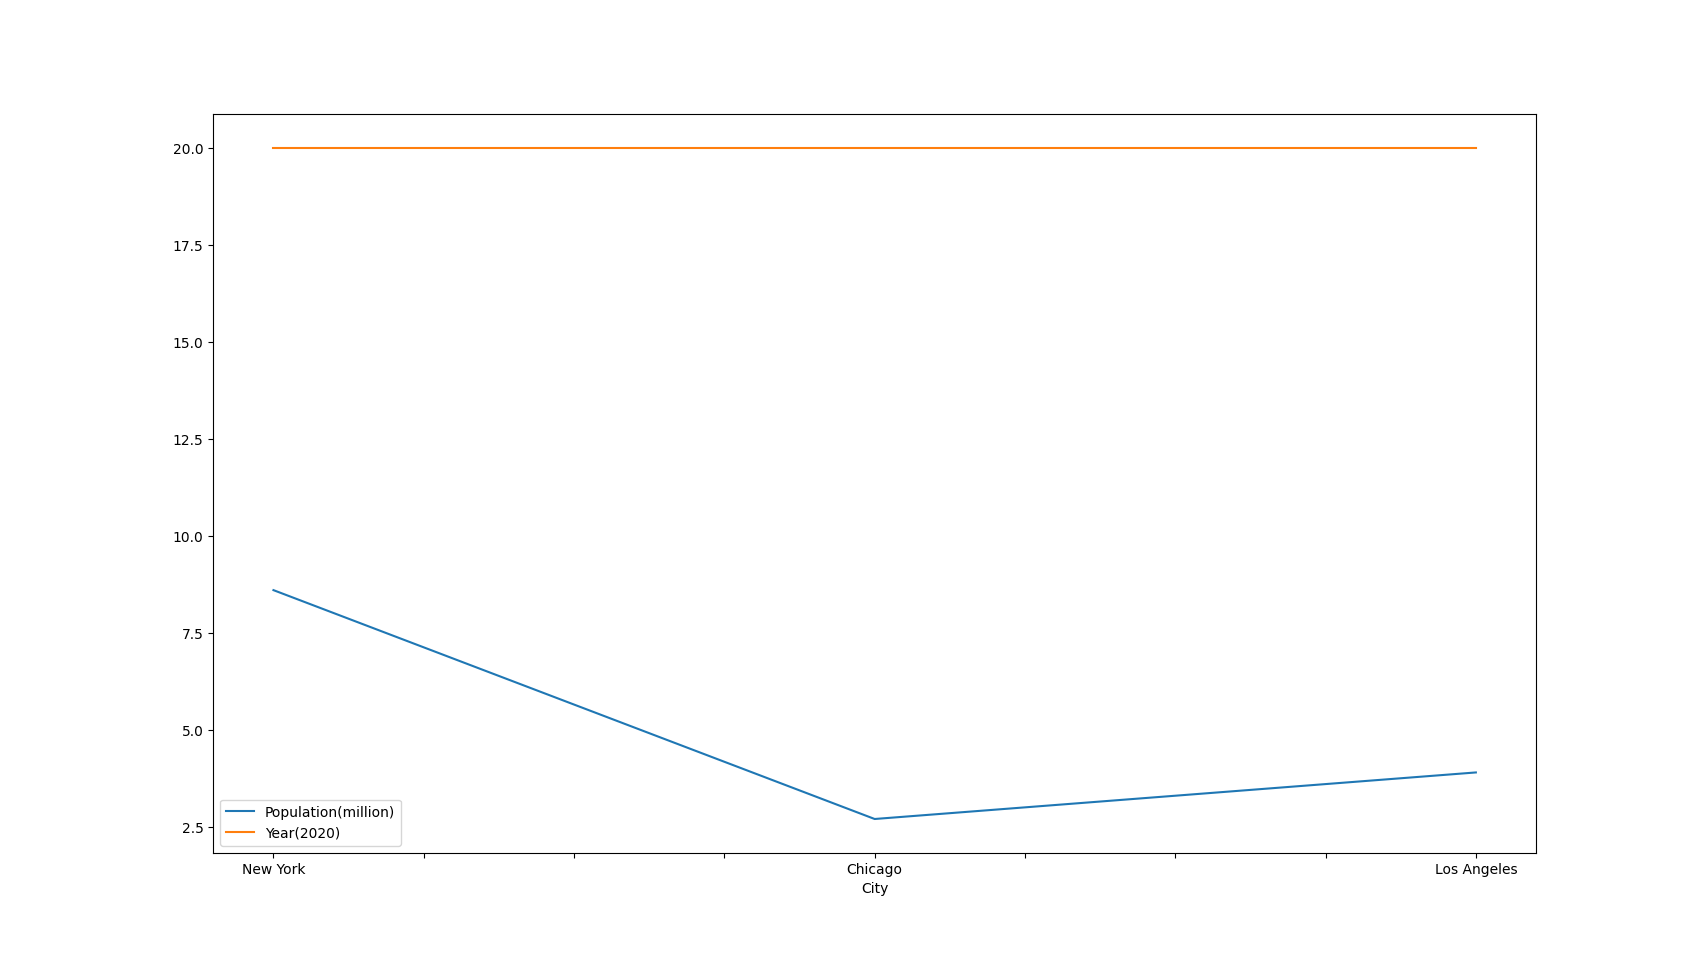 20.0
17.5
15.0
12.5
10.0
7.5
5.0
2.5
Population(million)
Year(2020)
New York
Chicago
Los Angeles
City